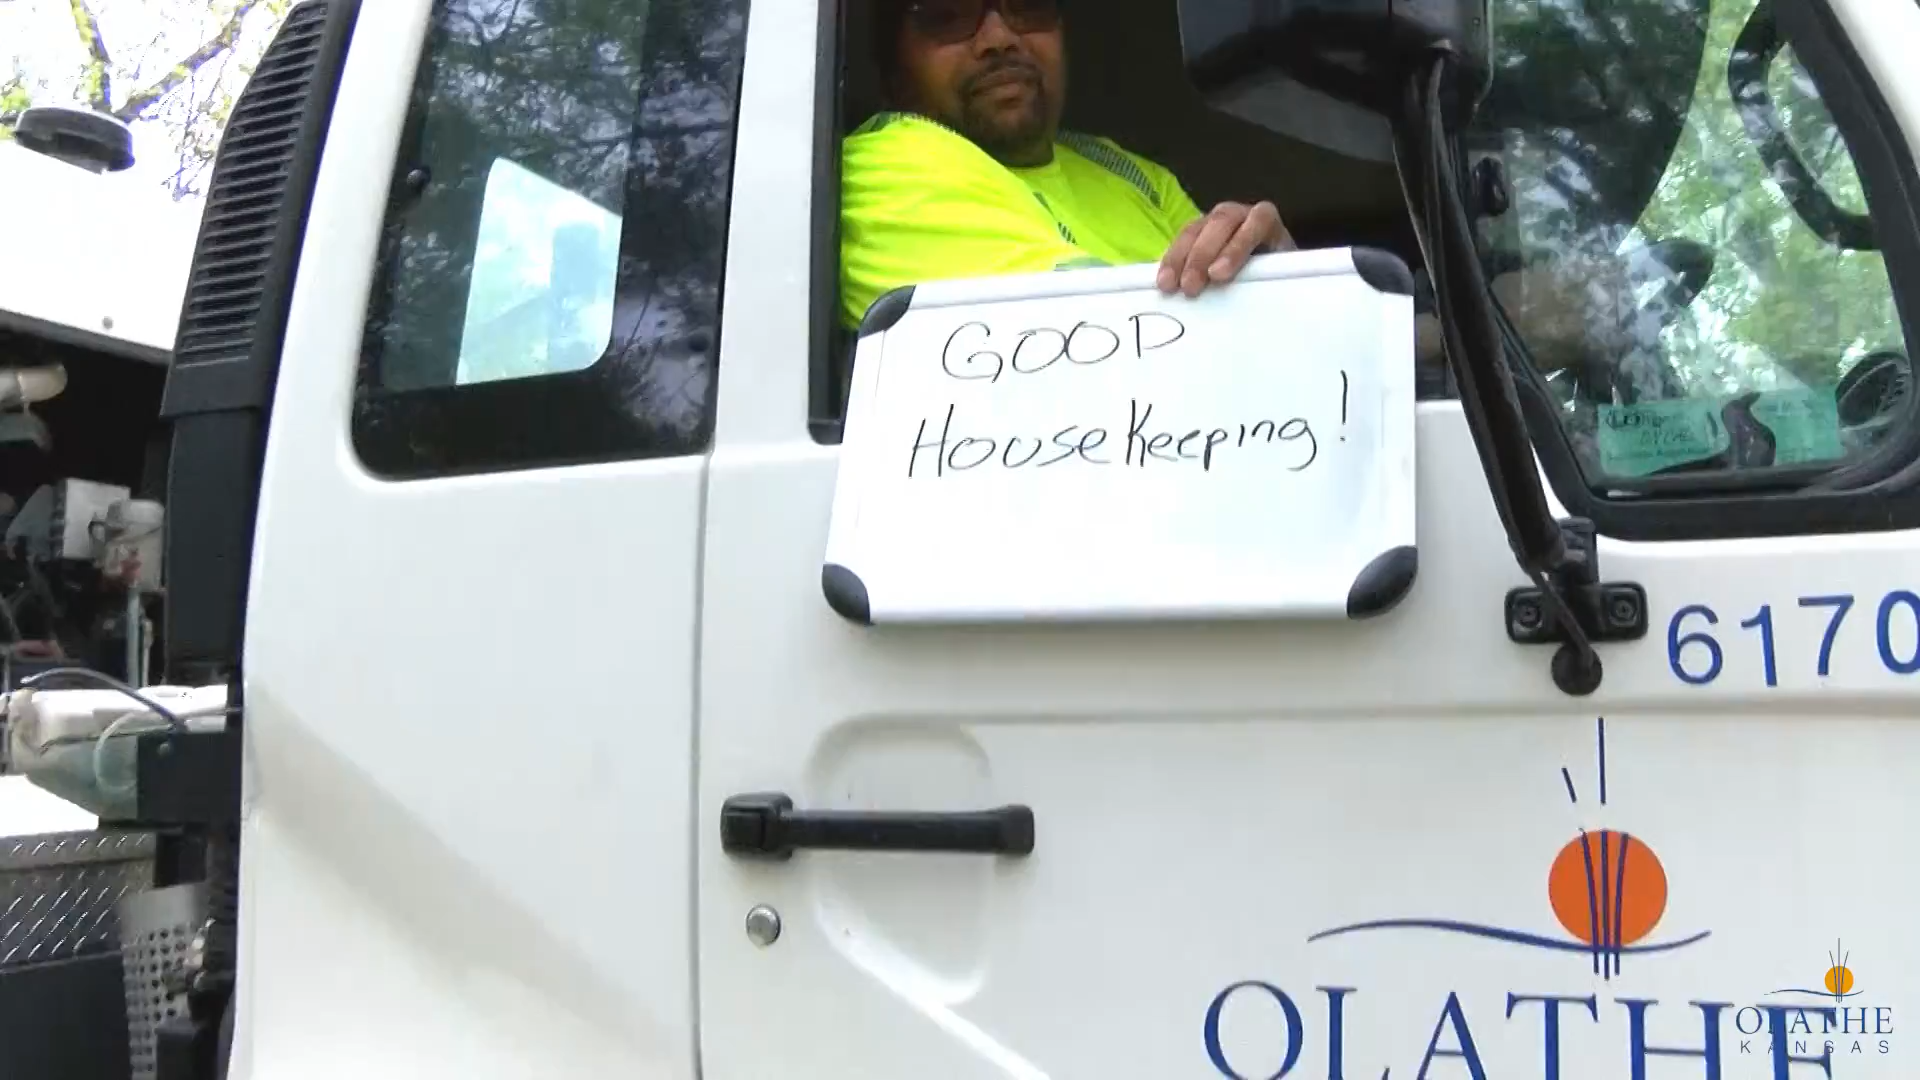 GOOD
HouseKeeping!
6170
OLATHE
OLATHE
KANSAS